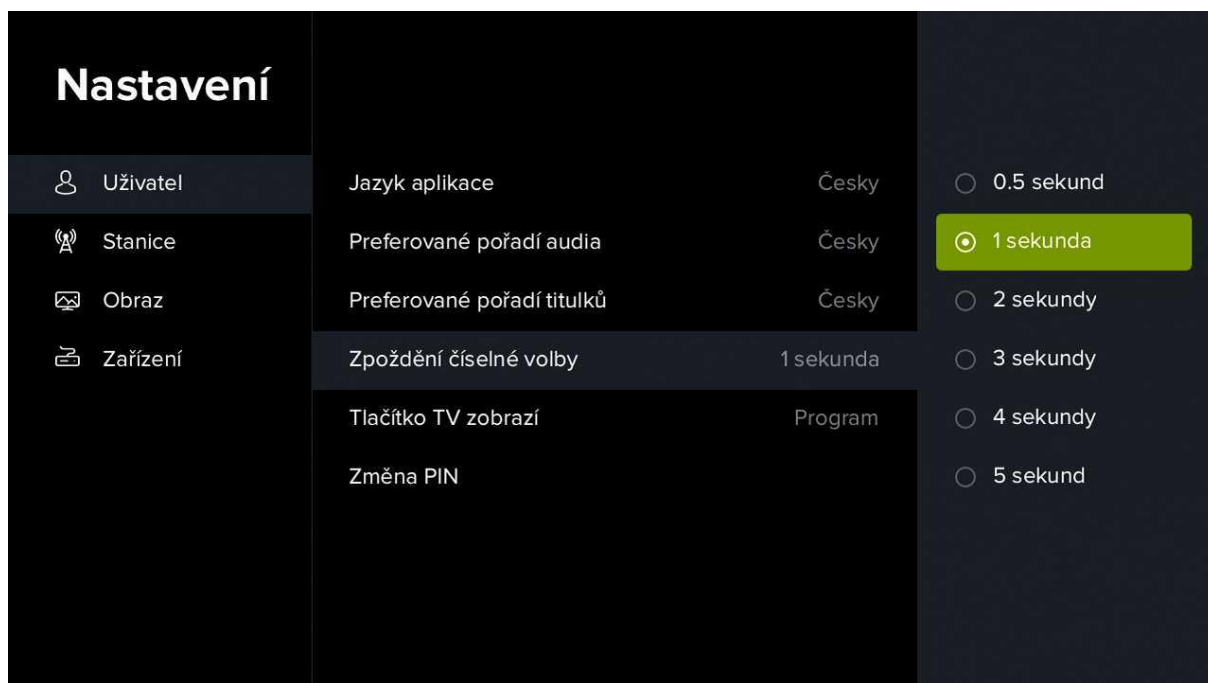 Nastavení
Uživatel
Stanice
Obraz
Zařízení
Jazyk aplikace Česky
Preferované pořadí audia Česky
Preferované pořadí titulků Česky
Zpoždění číselné volby 1 sekunda
Tlačítko TV zobrazí Program
Změna PIN
0.5 sekund
1 sekunda
2 sekundy
3 sekundy
4 sekundy
5 sekund